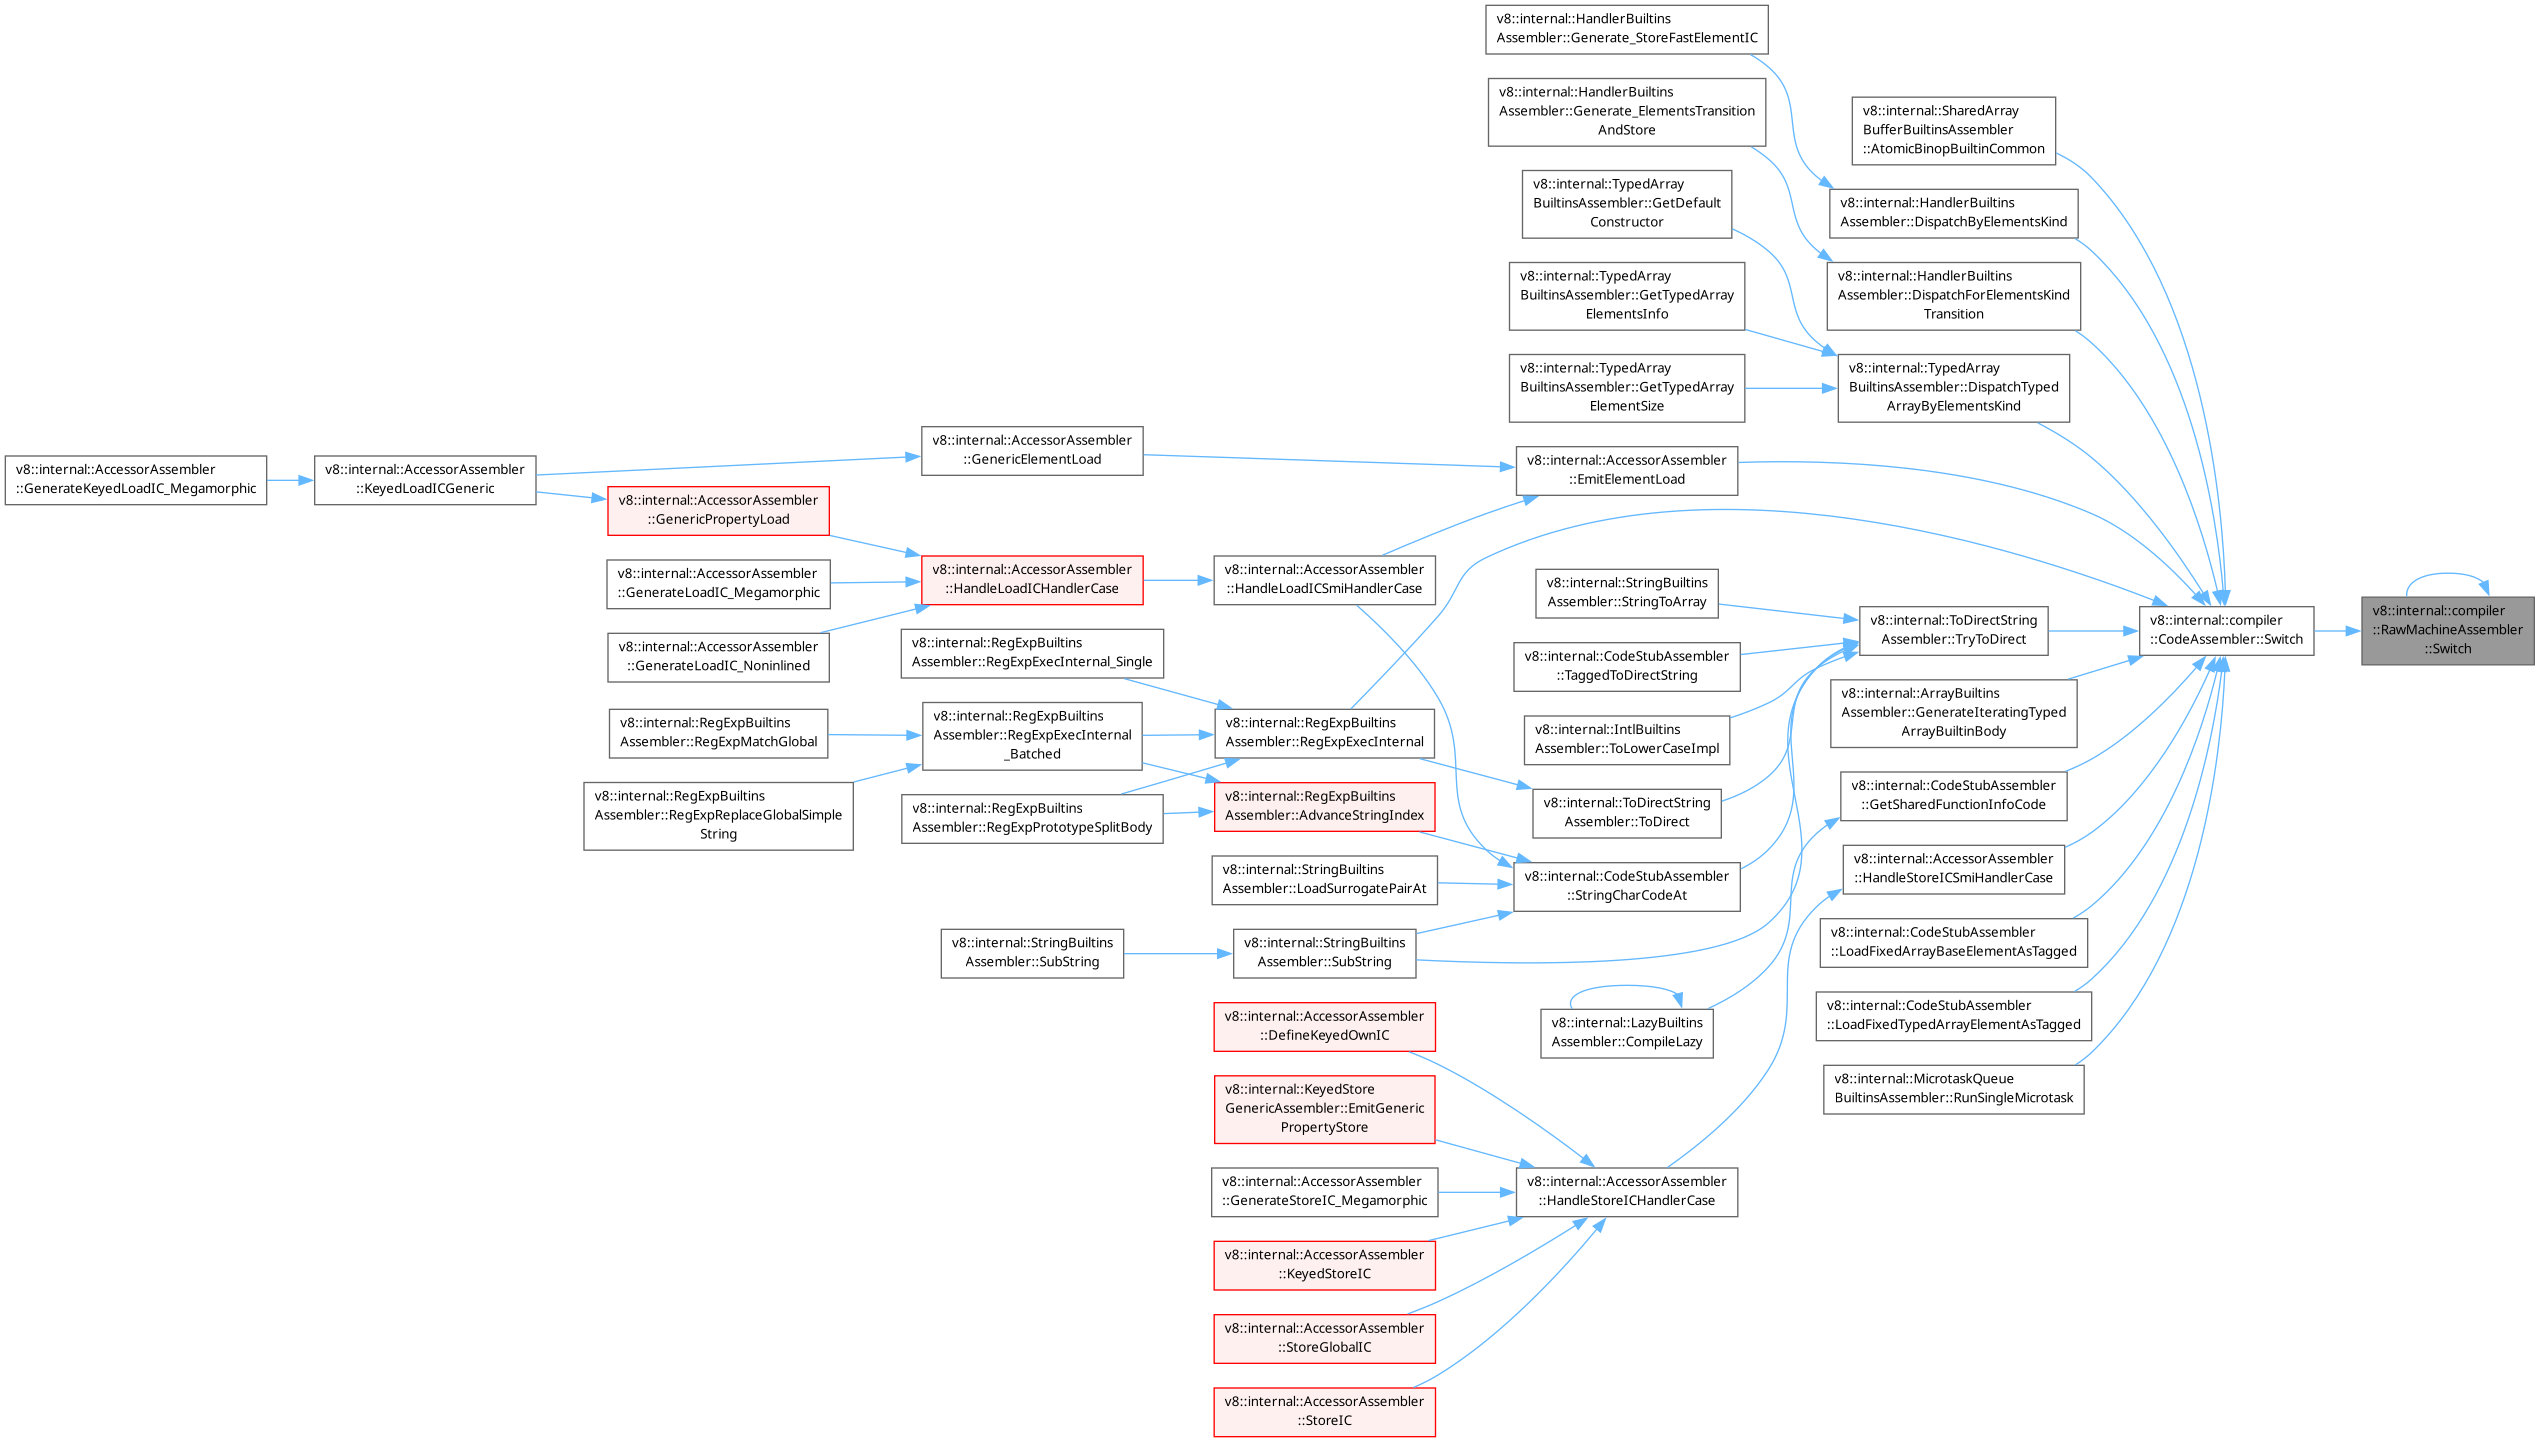 v8::internal::HandlerBuiltins
Assembler::Generate_StoreFastElementIC
v8::internal::HandlerBuiltins
Assembler::Generate_ElementsTransition
AndStore
v8::internal::SharedArray
BufferBuiltinsAssembler
::AtomicBinopBuiltinCommon
v8::internal::TypedArray
BuiltinsAssembler::GetDefault
Constructor
v8::internal::HandlerBuiltins
Assembler::DispatchByElementsKind
v8::internal::TypedArray
BuiltinsAssembler::GetTypedArray
ElementsInfo
v8::internal::HandlerBuiltins
Assembler::DispatchForElementsKind
Transition
v8::internal::TypedArray
BuiltinsAssembler::GetTypedArray
ElementSize
v8::internal::TypedArray
BuiltinsAssembler::DispatchTyped
ArrayByElementsKind
v8::internal::AccessorAssembler
::GenerateKeyedLoadIC_Megamorphic
v8::internal::AccessorAssembler
::KeyedLoadICGeneric
v8::internal::AccessorAssembler
::GenericElementLoad
v8::internal::AccessorAssembler
::EmitElementLoad
v8::internal::AccessorAssembler
::GenericPropertyLoad
v8::internal::AccessorAssembler
::GenerateLoadIC_Megamorphic
v8::internal::AccessorAssembler
::HandleLoadICHandlerCase
v8::internal::AccessorAssembler
::HandleLoadICSmiHandlerCase
v8::internal::StringBuiltins
Assembler::StringToArray
v8::internal::ToDirectString
Assembler::TryToDirect
v8::internal::compiler
::CodeAssembler::Switch
v8::internal::compiler
::RawMachineAssembler
::Switch
v8::internal::AccessorAssembler
::GenerateLoadIC_Noninlined
v8::internal::RegExpBuiltins
Assembler::RegExpExecInternal_Single
v8::internal::CodeStubAssembler
::TaggedToDirectString
v8::internal::ArrayBuiltins
Assembler::GenerateIteratingTyped
ArrayBuiltinBody
v8::internal::RegExpBuiltins
Assembler::RegExpMatchGlobal
v8::internal::RegExpBuiltins
Assembler::RegExpExecInternal
_Batched
v8::internal::RegExpBuiltins
Assembler::RegExpExecInternal
v8::internal::IntlBuiltins
Assembler::ToLowerCaseImpl
v8::internal::RegExpBuiltins
Assembler::RegExpReplaceGlobalSimple
String
v8::internal::RegExpBuiltins
Assembler::RegExpPrototypeSplitBody
v8::internal::RegExpBuiltins
Assembler::AdvanceStringIndex
v8::internal::ToDirectString
Assembler::ToDirect
v8::internal::CodeStubAssembler
::GetSharedFunctionInfoCode
v8::internal::StringBuiltins
Assembler::LoadSurrogatePairAt
v8::internal::CodeStubAssembler
::StringCharCodeAt
v8::internal::AccessorAssembler
::HandleStoreICSmiHandlerCase
v8::internal::StringBuiltins
Assembler::SubString
v8::internal::StringBuiltins
Assembler::SubString
v8::internal::CodeStubAssembler
::LoadFixedArrayBaseElementAsTagged
v8::internal::AccessorAssembler
::DefineKeyedOwnIC
v8::internal::LazyBuiltins
Assembler::CompileLazy
v8::internal::CodeStubAssembler
::LoadFixedTypedArrayElementAsTagged
v8::internal::KeyedStore
GenericAssembler::EmitGeneric
PropertyStore
v8::internal::MicrotaskQueue
BuiltinsAssembler::RunSingleMicrotask
v8::internal::AccessorAssembler
::GenerateStoreIC_Megamorphic
v8::internal::AccessorAssembler
::HandleStoreICHandlerCase
v8::internal::AccessorAssembler
::KeyedStoreIC
v8::internal::AccessorAssembler
::StoreGlobalIC
v8::internal::AccessorAssembler
::StoreIC